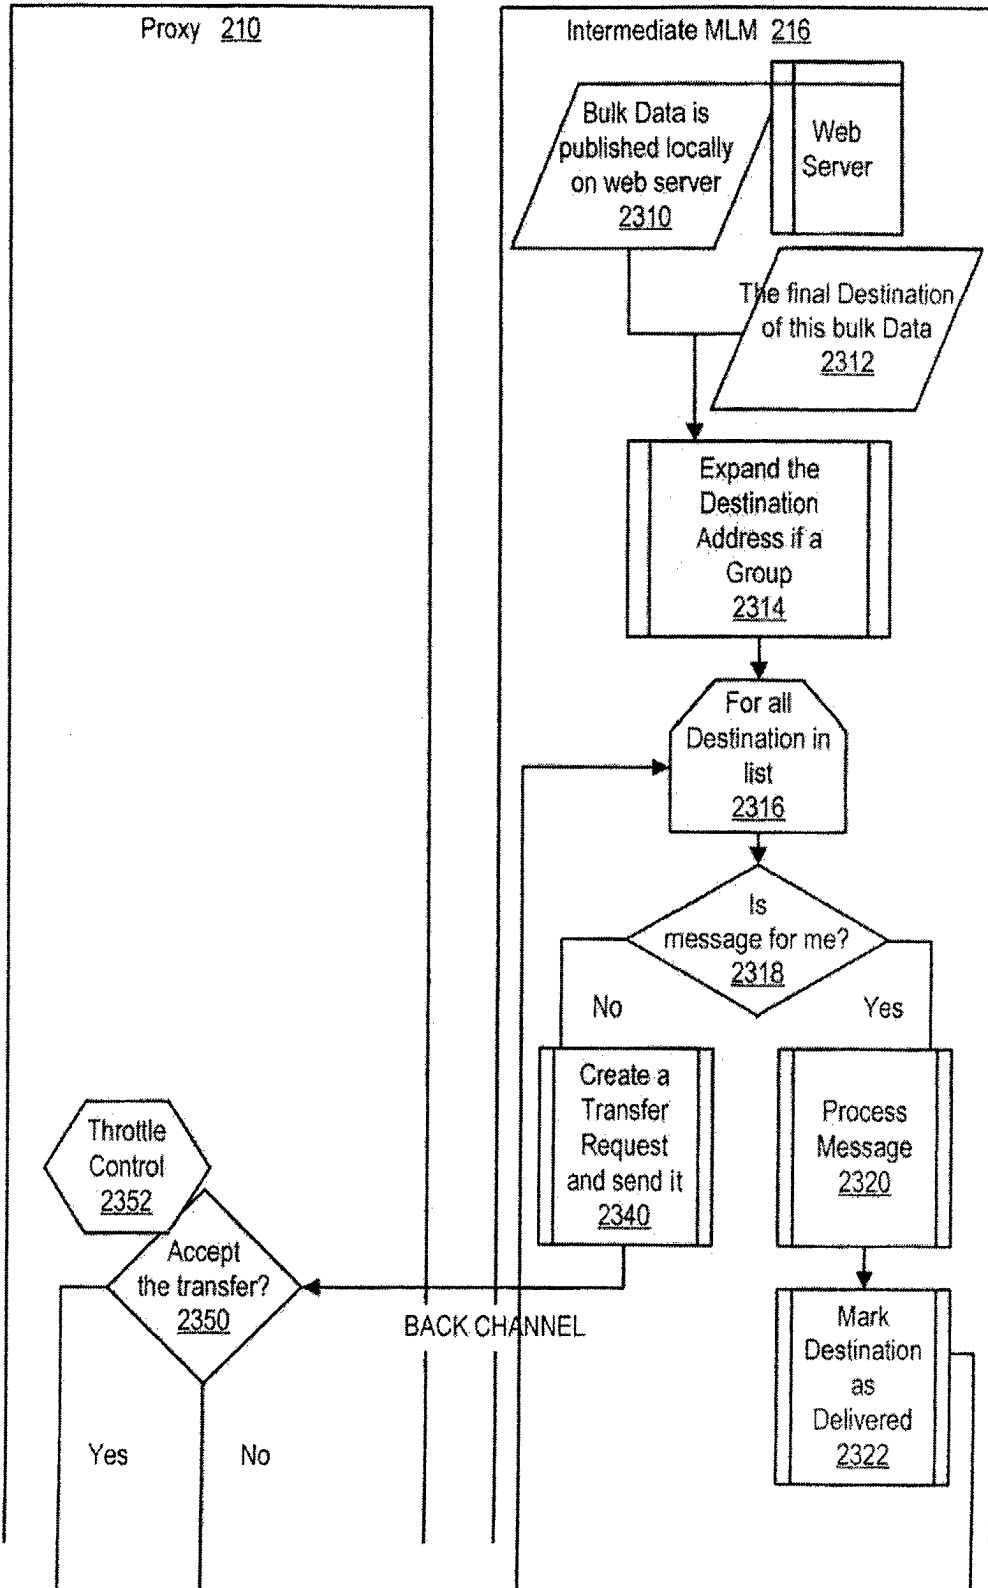 Proxy 210
Intermediate MLM 216
Bulk Data is
published locally
on web server
2310
Web
Server
The final Destination
of this bulk Data
2312
Expand the
Destination
Address if a
Group
2314
For all
Destination in
list
2316
Is
message for me?
2318
No
Yes
Create a
Transfer
Request
and send it
2340
Process
Message
2320
Throttle
Control
2352
Accept
the transfer?
2350
BACK CHANNEL
Mark
Destination
as
Delivered
2322
Yes
No